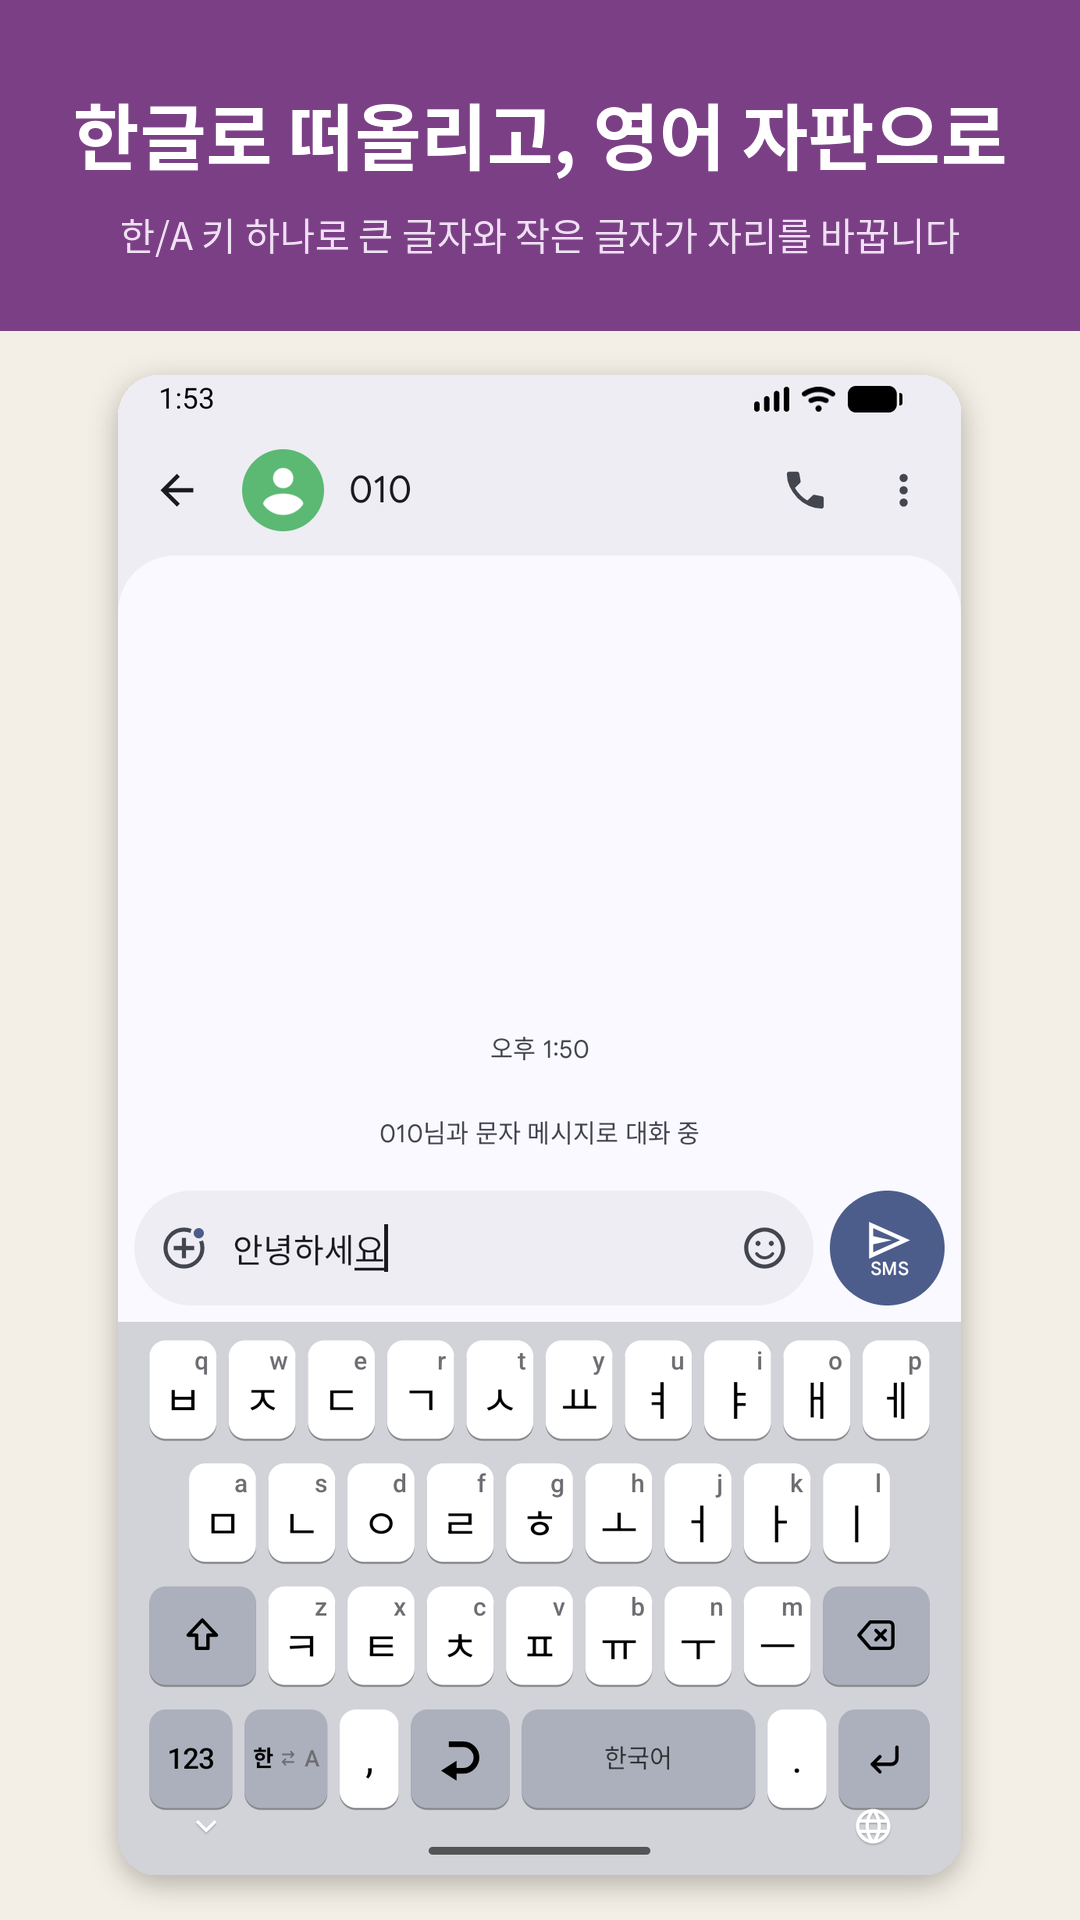 한글로 떠올리고, 영어 자판으로
한/A 키 하나로 큰 글자와 작은 글자가 자리를 바꿉니다
1:53
010
오후 1:50
010님과 문자 메시지로 대화 중
안녕하세요
SMS
q w e r t y u i o p
ㅂ ㅈ ㄷ ㄱ ㅅ ㅛ ㅕ ㅑ ㅐ ㅔ
a s d f g h j k l
ㅁ ㄴ ㅇ ㄹ ㅎ ㅗ ㅓ ㅏ ㅣ
z x c v b n m
ㅋ ㅌ ㅊ ㅍ ㅠ ㅜ ㅡ
123 한 ⇄ A , 한국어 .